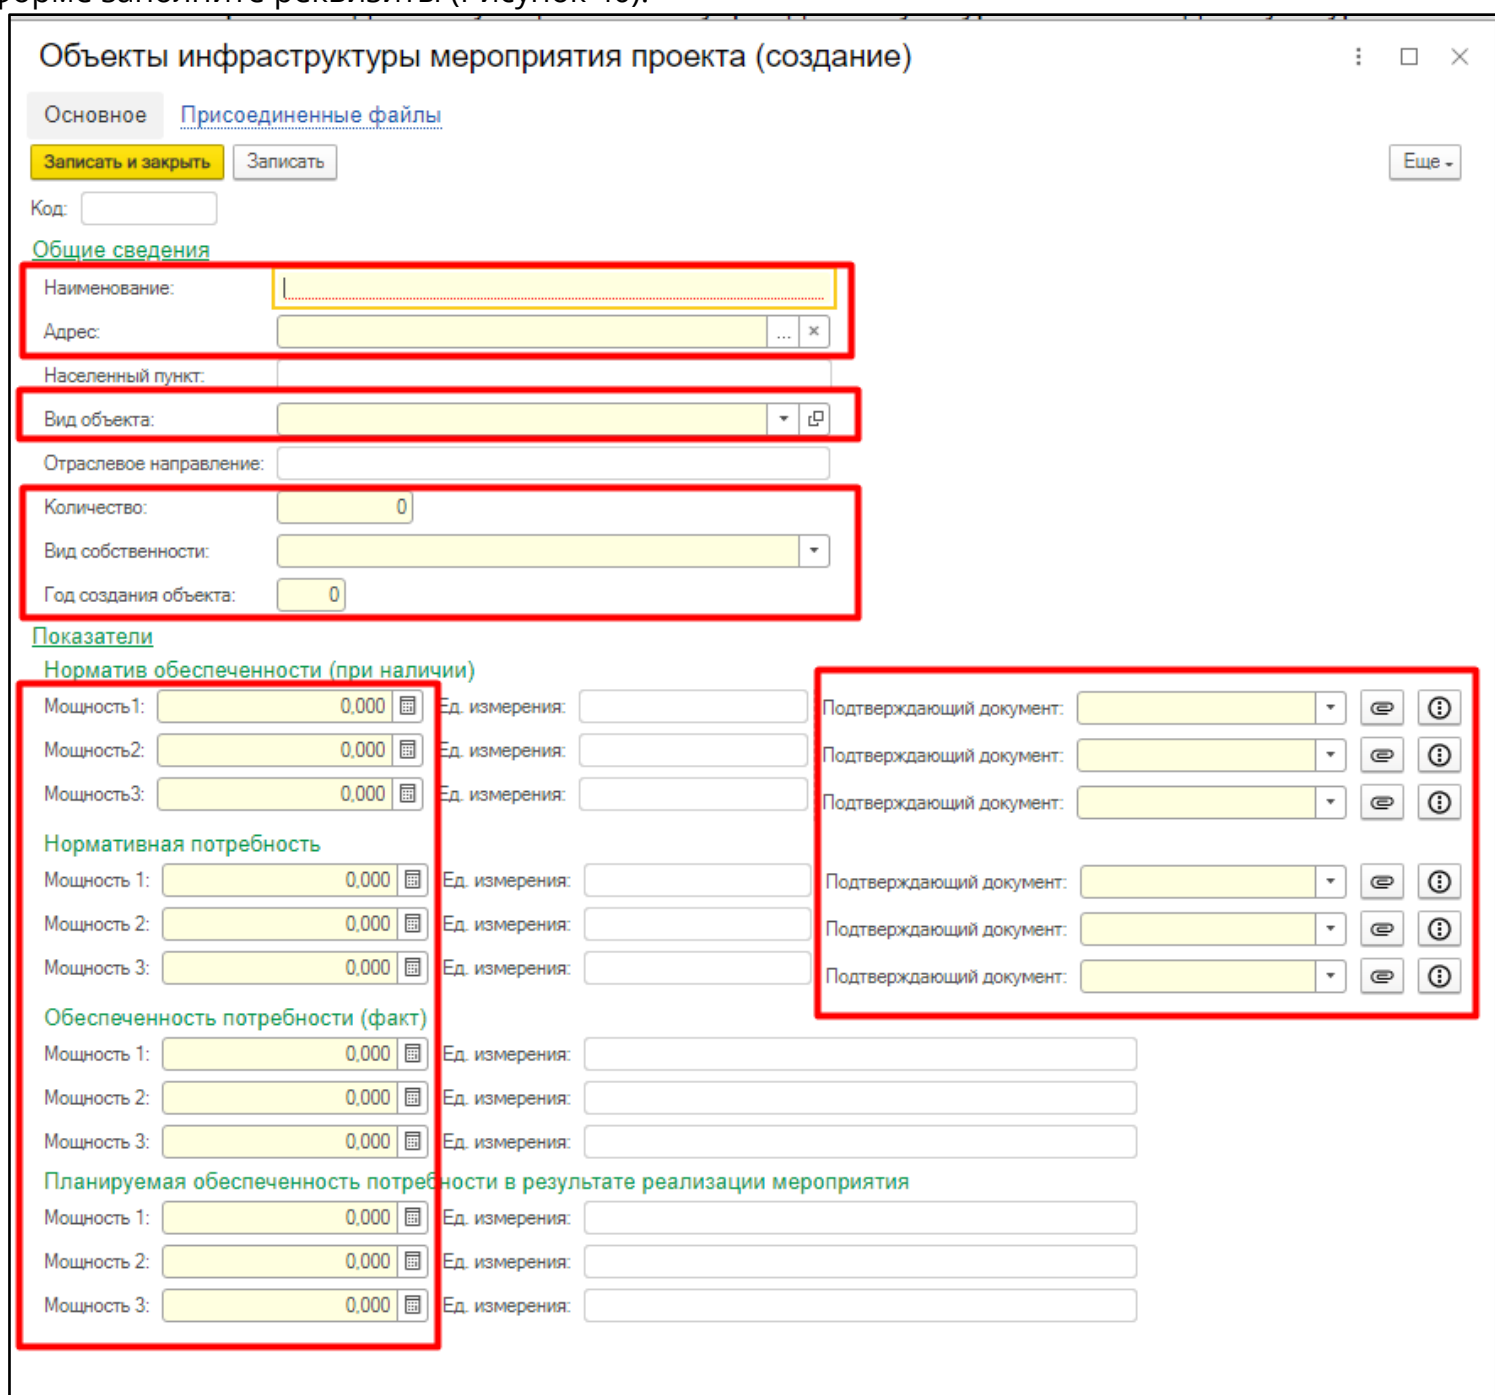 форме заполните реквизиты (Рисунок 40).
Объекты инфраструктуры мероприятия проекта (создание)
Основное Присоединенные файлы
Записать и закрыть Записать Еще
Код:
Общие сведения
Наименование:
Адрес: ... ×
Населенный пункт:
Вид объекта:
Отраслевое направление:
Количество: 0
Вид собственности:
Год создания объекта: 0
Показатели
Норматив обеспеченности (при наличии)
Мощность1: 0,000 Ед. измерения: Подтверждающий документ:
Мощность2: 0,000 Ед. измерения: Подтверждающий документ:
Мощность3: 0,000 Ед. измерения: Подтверждающий документ:
Нормативная потребность
Мощность 1: 0,000 Ед. измерения: Подтверждающий документ:
Мощность 2: 0,000 Ед. измерения: Подтверждающий документ:
Мощность 3: 0,000 Ед. измерения: Подтверждающий документ:
Обеспеченность потребности (факт)
Мощность 1: 0,000 Ед. измерения:
Мощность 2: 0,000 Ед. измерения:
Мощность 3: 0,000 Ед. измерения:
Планируемая обеспеченность потребности в результате реализации мероприятия
Мощность 1: 0,000 Ед. измерения:
Мощность 2: 0,000 Ед. измерения:
Мощность 3: 0,000 Ед. измерения: